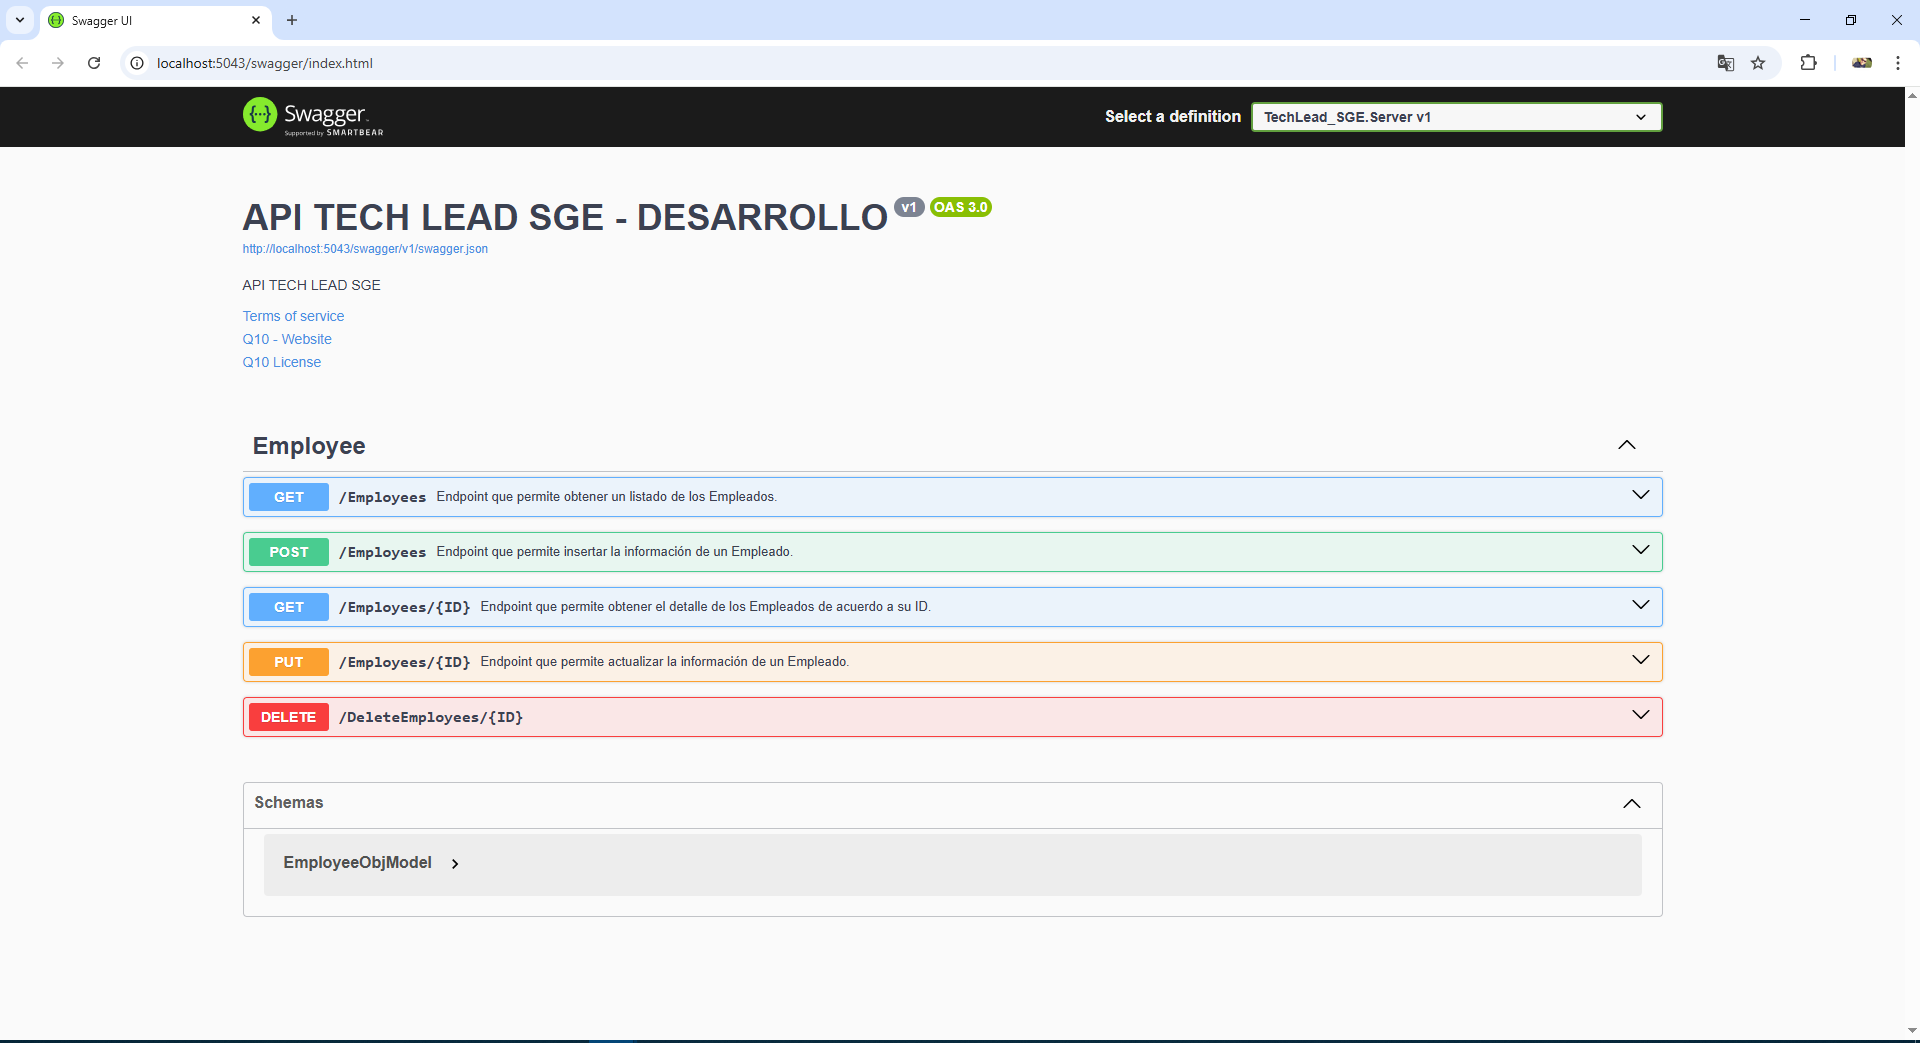 Swagger UI
localhost:5043/swagger/index.html
Swagger
Supported by SMARTBEAR
Select a definition
TechLead_SGE.Server v1
API TECH LEAD SGE - DESARROLLO v1 OAS 3.0
http://localhost:5043/swagger/v1/swagger.json
API TECH LEAD SGE
Terms of service
Q10 - Website
Q10 License
Employee
GET /Employees Endpoint que permite obtener un listado de los Empleados.
POST /Employees Endpoint que permite insertar la información de un Empleado.
GET /Employees/{ID} Endpoint que permite obtener el detalle de los Empleados de acuerdo a su ID.
PUT /Employees/{ID} Endpoint que permite actualizar la información de un Empleado.
DELETE /DeleteEmployees/{ID}
Schemas
EmployeeObjModel